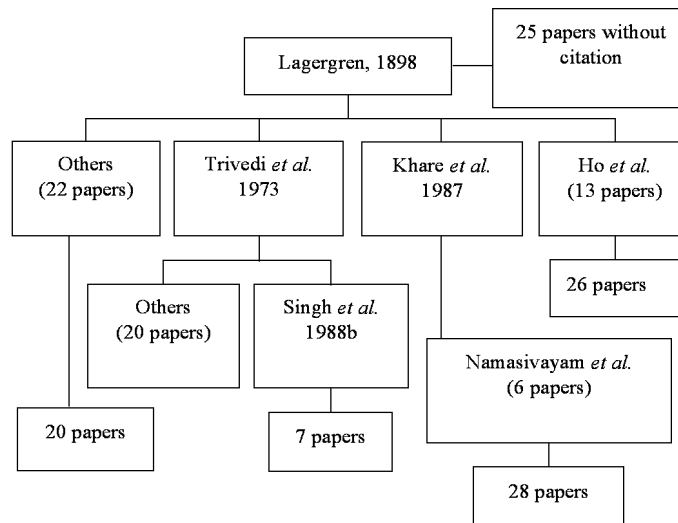 25 papers without
citation
Lagergren, 1898
Others
(22 papers)
Trivedi et al.
1973
Khare et al.
1987
Ho et al.
(13 papers)
26 papers
Others
(20 papers)
Singh et al.
1988b
Namasivayam et al.
(6 papers)
20 papers
7 papers
28 papers